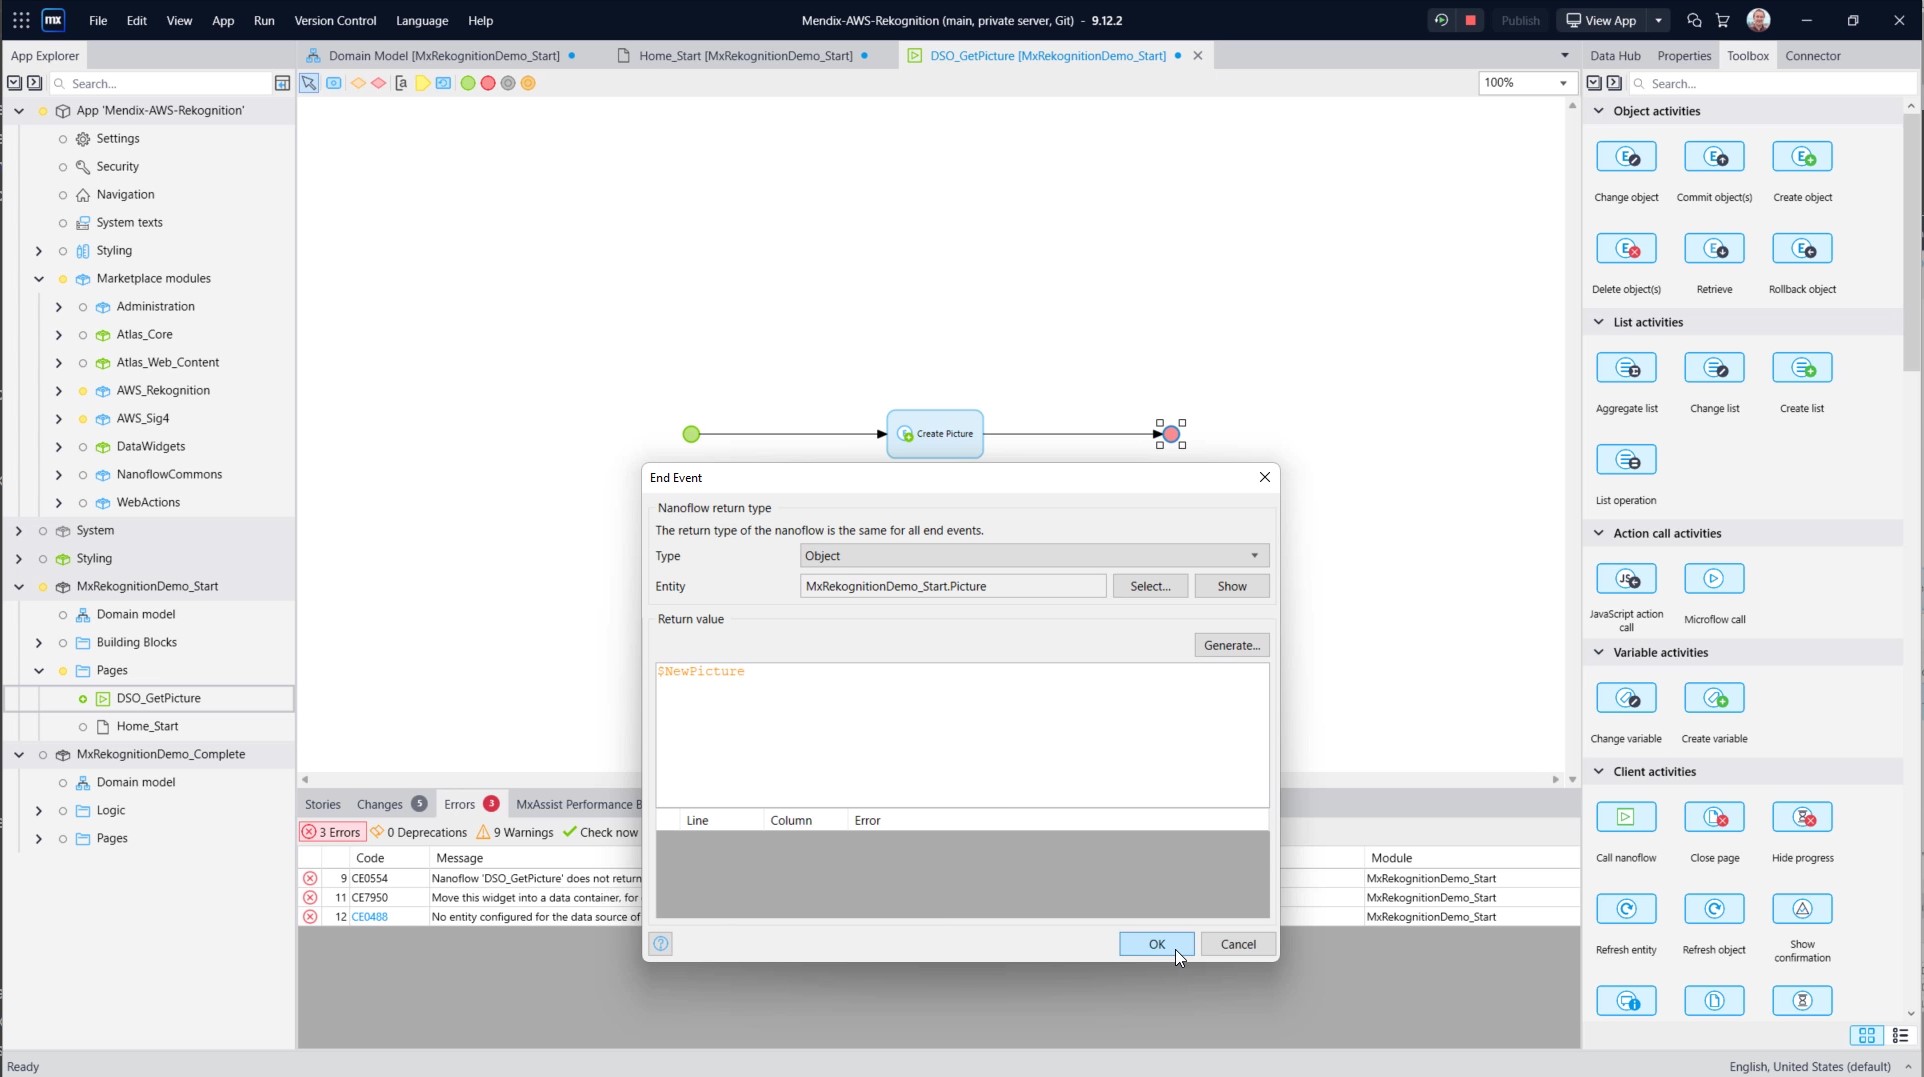 mx
File Edit View App Run Version Control Language Help
Mendix-AWS-Rekognition (main, private server, Git) - 9.12.2
Publish
View App
App Explorer
Search...
App 'Mendix-AWS-Rekognition'
Settings
Security
Navigation
System texts
Styling
Marketplace modules
Administration
Atlas_Core
Atlas_Web_Content
AWS_Rekognition
AWS_Sig4
DataWidgets
NanoflowCommons
WebActions
System
Styling
MxRekognitionDemo_Start
Domain model
Building Blocks
Pages
DSO_GetPicture
Home_Start
MxRekognitionDemo_Complete
Domain model
Logic
Pages
Domain Model [MxRekognitionDemo_Start]
Home_Start [MxRekognitionDemo_Start]
DSO_GetPicture [MxRekognitionDemo_Start]
100%
Create Picture
End Event
Nanoflow return type
The return type of the nanoflow is the same for all end events.
Type
Object
Entity
MxRekognitionDemo_Start.Picture
Select...
Show
Return value
Generate...
$NewPicture
Line Column Error
OK
Cancel
Stories Changes 5 Errors 3 MxAssist Performance B
3 Errors 0 Deprecations 9 Warnings Check now
Code Message Module
9 CE0554 Nanoflow 'DSO_GetPicture' does not return MxRekognitionDemo_Start
11 CE7950 Move this widget into a data container, for MxRekognitionDemo_Start
12 CE0488 No entity configured for the data source of MxRekognitionDemo_Start
Data Hub Properties Toolbox Connector
Search...
Object activities
Change object
Commit object(s)
Create object
Delete object(s)
Retrieve
Rollback object
List activities
Aggregate list
Change list
Create list
List operation
Action call activities
JavaScript action call
Microflow call
Variable activities
Change variable
Create variable
Client activities
Call nanoflow
Close page
Hide progress
Refresh entity
Refresh object
Show confirmation
Ready
English, United States (default)